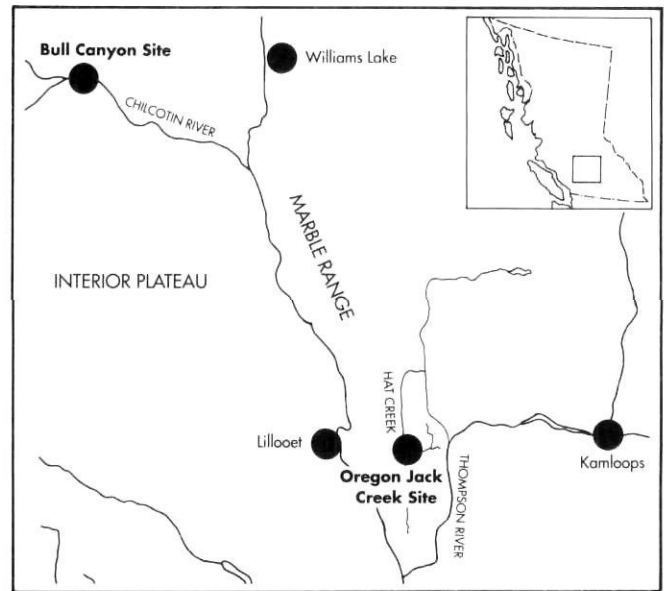 Bull Canyon Site
Williams Lake
CHILCOTIN RIVER
MARBLE RANGE
INTERIOR PLATEAU
HAT CREEK
Lillooet
Kamloops
Oregon Jack
Creek Site
THOMPSON RIVER